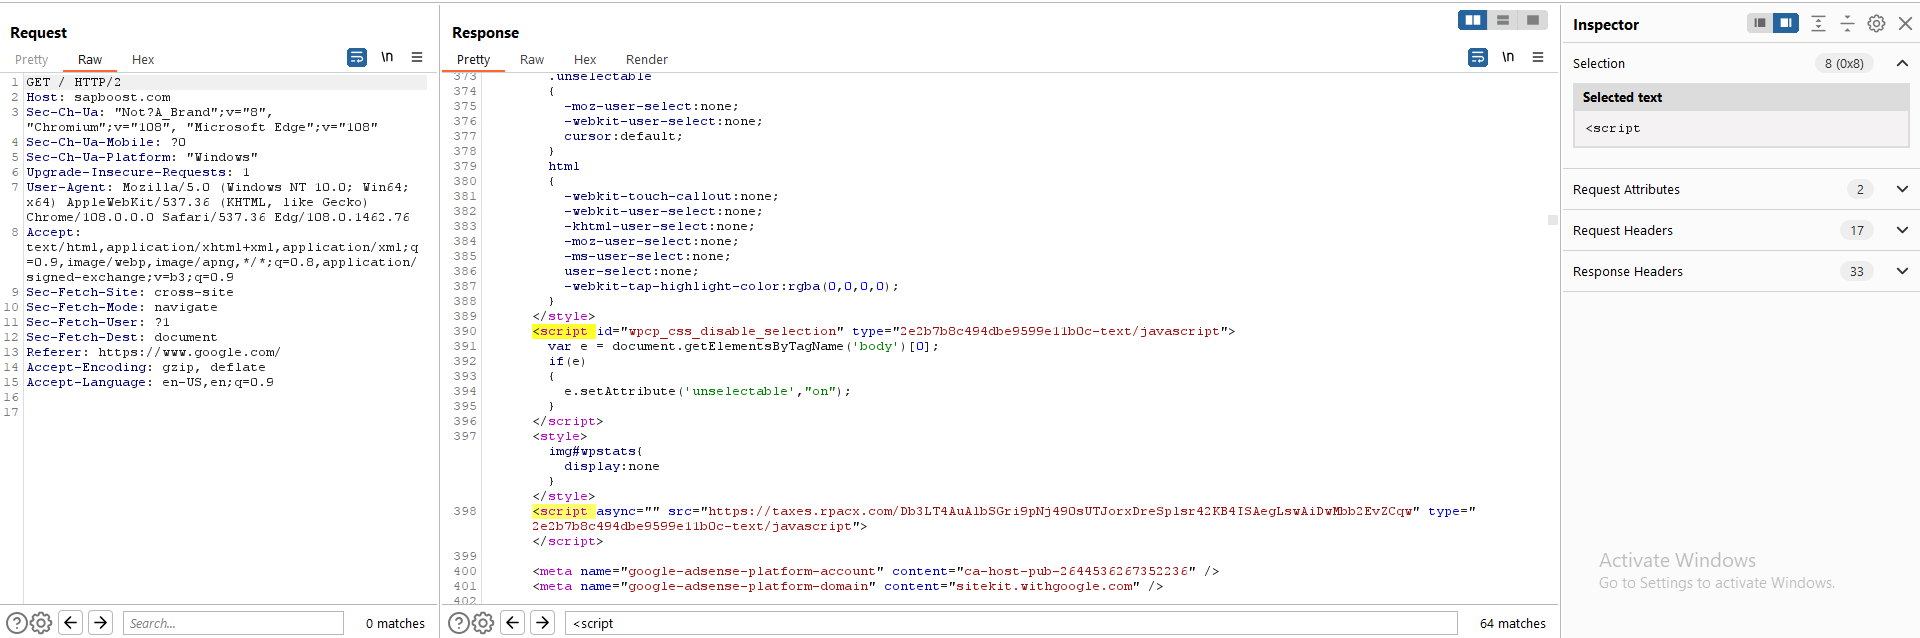 Request
Pretty Raw Hex
\n
1 GET / HTTP/2
2 Host: sapboost.com
3 Sec-Ch-Ua: "Not?A_Brand";v="8",
"Chromium";v="108", "Microsoft Edge";v="108"
4 Sec-Ch-Ua-Mobile: ?0
5 Sec-Ch-Ua-Platform: "Windows"
6 Upgrade-Insecure-Requests: 1
7 User-Agent: Mozilla/5.0 (Windows NT 10.0; Win64;
x64) AppleWebKit/537.36 (KHTML, like Gecko)
Chrome/108.0.0.0 Safari/537.36 Edg/108.0.1462.76
8 Accept:
text/html,application/xhtml+xml,application/xml;q
=0.9,image/webp,image/apng,*/*;q=0.8,application/
signed-exchange;v=b3;q=0.9
9 Sec-Fetch-Site: cross-site
10 Sec-Fetch-Mode: navigate
11 Sec-Fetch-User: ?1
12 Sec-Fetch-Dest: document
13 Referer: https://www.google.com/
14 Accept-Encoding: gzip, deflate
15 Accept-Language: en-US,en;q=0.9
16
17
Search...
0 matches
Response
Pretty Raw Hex Render
\n
373 .unselectable
374 {
375 -moz-user-select:none;
376 -webkit-user-select:none;
377 cursor:default;
378 }
379 html
380 {
381 -webkit-touch-callout:none;
382 -webkit-user-select:none;
383 -khtml-user-select:none;
384 -moz-user-select:none;
385 -ms-user-select:none;
386 user-select:none;
387 -webkit-tap-highlight-color:rgba(0,0,0,0);
388 }
389 </style>
390 <script id="wpcp_css_disable_selection" type="2e2b7b8c494dbe9599e11b0c-text/javascript">
391 var e = document.getElementsByTagName('body')[0];
392 if(e)
393 {
394 e.setAttribute('unselectable',"on");
395 }
396 </script>
397 <style>
img#wpstats{
display:none
}
</style>
398 <script async="" src="https://taxes.rpacx.com/Db3LT4AuAlbSGri9pNj490sUTJorxDreSplsr42KB4ISAegLswAiDwMbb2EvZCqw" type="
2e2b7b8c494dbe9599e11b0c-text/javascript">
</script>
399
400 <meta name="google-adsense-platform-account" content="ca-host-pub-2644536267352236" />
401 <meta name="google-adsense-platform-domain" content="sitekit.withgoogle.com" />
402
<script
64 matches
Inspector
Selection 8 (0x8)
Selected text
<script
Request Attributes 2
Request Headers 17
Response Headers 33
Activate Windows
Go to Settings to activate Windows.